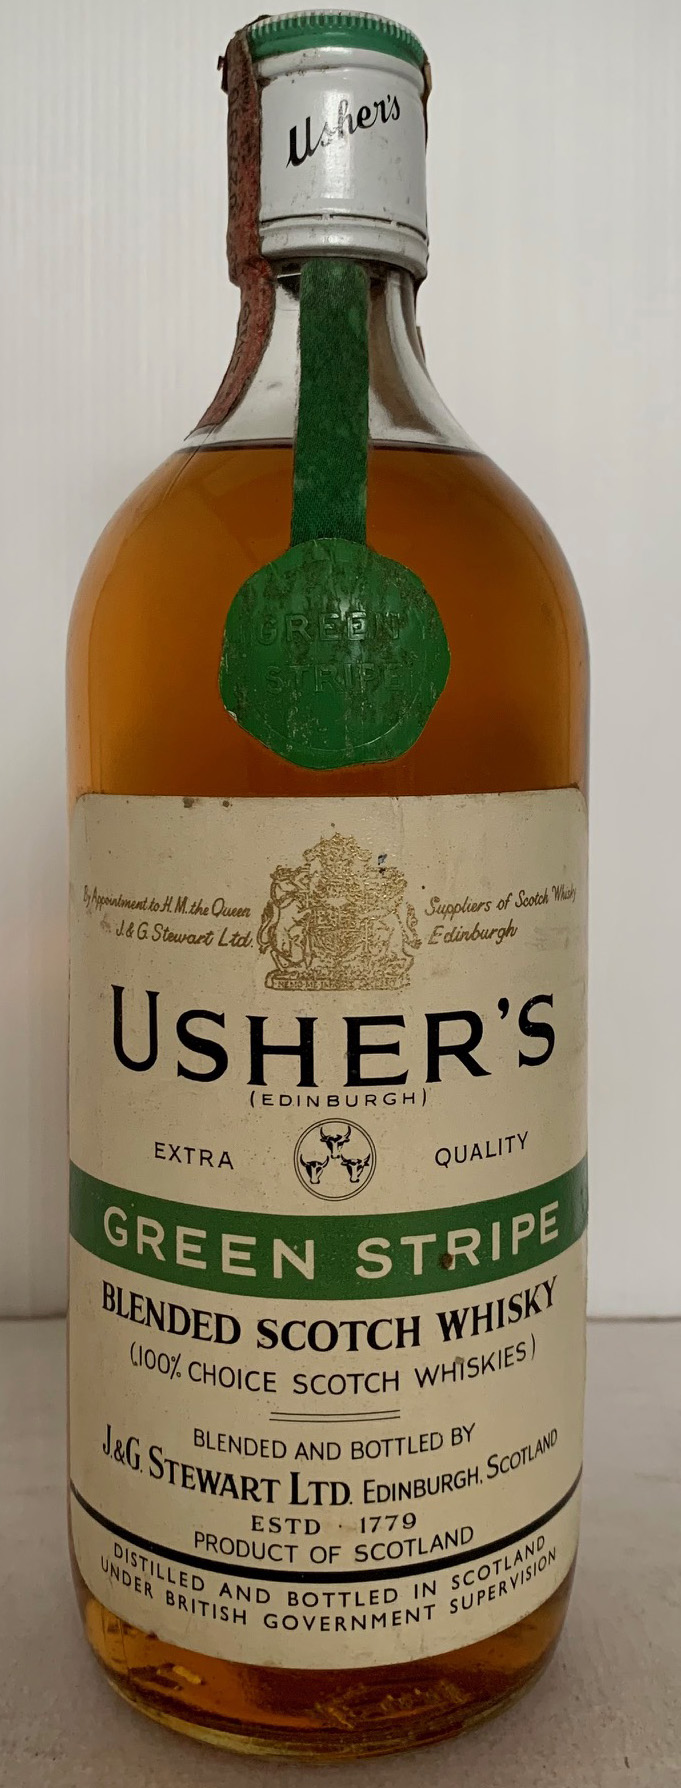 Usher's
GREEN
STRIPE
By Appointment to H.M. the Queen
J. & G. Stewart Ltd.
Suppliers of Scotch Whisky
Edinburgh
USHER'S
(EDINBURGH)
EXTRA QUALITY
GREEN STRIPE
BLENDED SCOTCH WHISKY
(100% CHOICE SCOTCH WHISKIES)
BLENDED AND BOTTLED BY
J.&G. STEWART LTD. EDINBURGH, SCOTLAND
ESTD · 1779
PRODUCT OF SCOTLAND
DISTILLED AND BOTTLED IN SCOTLAND
UNDER BRITISH GOVERNMENT SUPERVISION